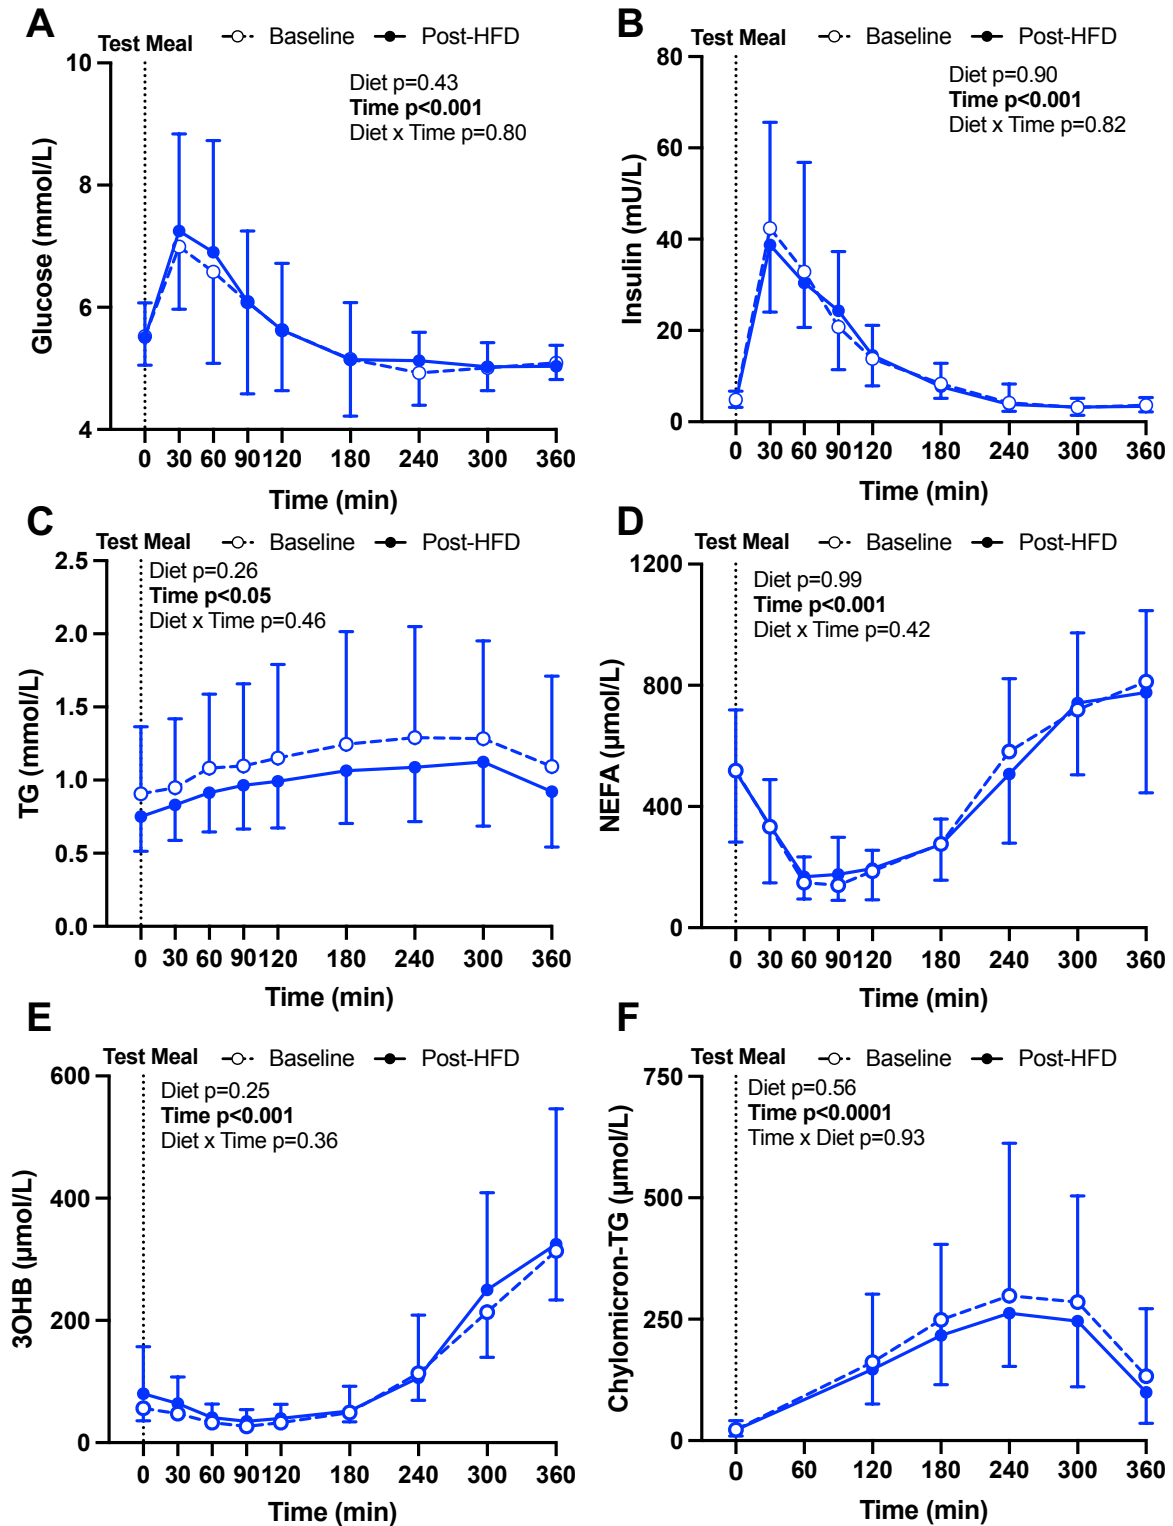 A
Test Meal Baseline Post-HFD
Diet p=0.43
Time p<0.001
Diet x Time p=0.80
Glucose (mmol/L)
10
8
6
4
0 30 60 90 120 180 240 300 360
Time (min)
B
Test Meal Baseline Post-HFD
Diet p=0.90
Time p<0.001
Diet x Time p=0.82
Insulin (mU/L)
80
60
40
20
0
0 30 60 90 120 180 240 300 360
Time (min)
C
Test Meal Baseline Post-HFD
Diet p=0.26
Time p<0.05
Diet x Time p=0.46
TG (mmol/L)
2.5
2.0
1.5
1.0
0.5
0.0
0 30 60 90 120 180 240 300 360
Time (min)
D
Test Meal Baseline Post-HFD
Diet p=0.99
Time p<0.001
Diet x Time p=0.42
NEFA (µmol/L)
1200
800
400
0
0 30 60 90 120 180 240 300 360
Time (min)
E
Test Meal Baseline Post-HFD
Diet p=0.25
Time p<0.001
Diet x Time p=0.36
3OHB (µmol/L)
600
400
200
0
0 30 60 90 120 180 240 300 360
Time (min)
F
Test Meal Baseline Post-HFD
Diet p=0.56
Time p<0.0001
Time x Diet p=0.93
Chylomicron-TG (µmol/L)
750
500
250
0
0 60 120 180 240 300 360
Time (min)